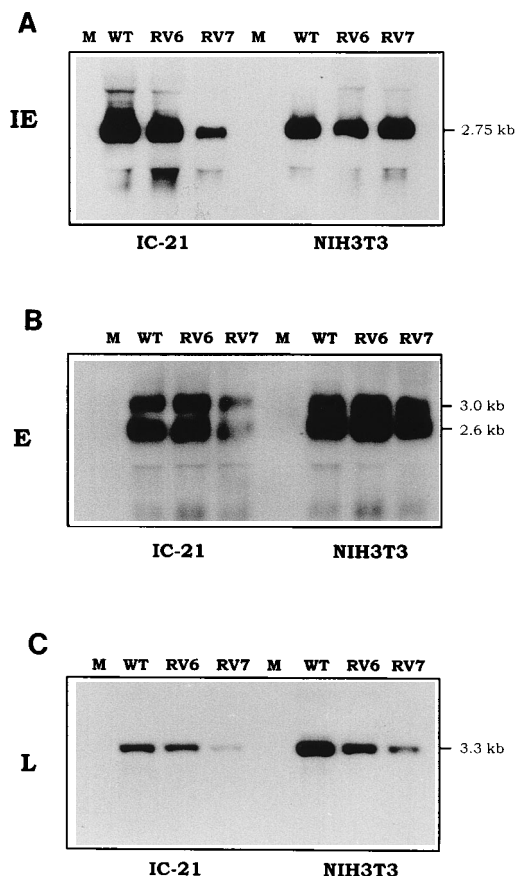 A
M WT RV6 RV7 M WT RV6 RV7
IE
2.75 kb
IC-21 NIH3T3
B
M WT RV6 RV7 M WT RV6 RV7
E
3.0 kb
2.6 kb
IC-21 NIH3T3
C
M WT RV6 RV7 M WT RV6 RV7
L
3.3 kb
IC-21 NIH3T3